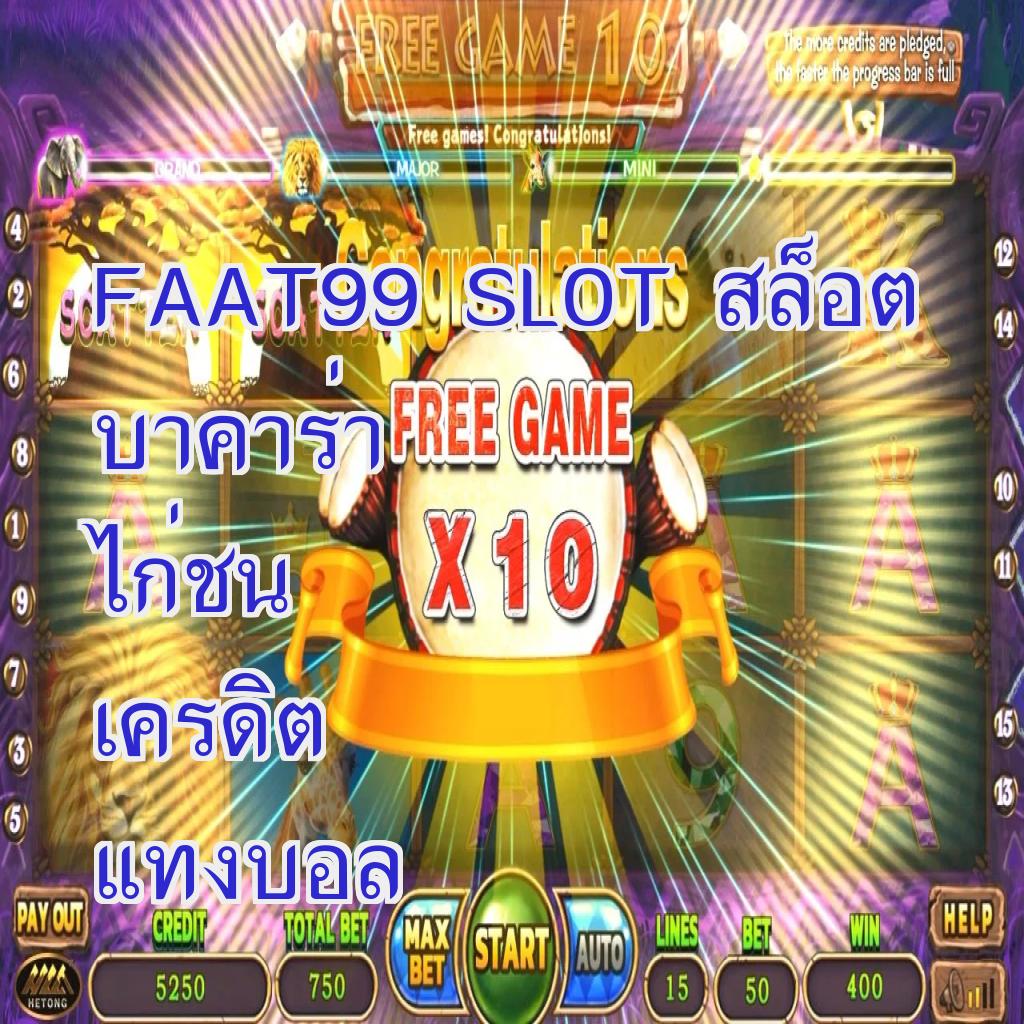 FREE GAME 10
The more credits are pledged,
the faster the progress bar is full
Free games! Congratulations!
GRAND MAJOR MINI
4 12
Congratulations
K
FAAT99 SLOT สล็อต
SCATTER SCATTER
2 14
6
บาคาร่า
FREE GAME
8
10
A A
1
X10
11
ไก่ชน
9
7
เครดิต
15
3
A A
13
5
แทงบอล
PAY OUT CREDIT TOTAL BET MAX BET START AUTO LINES BET WIN HELP
HETONG 5250 750 15 50 400